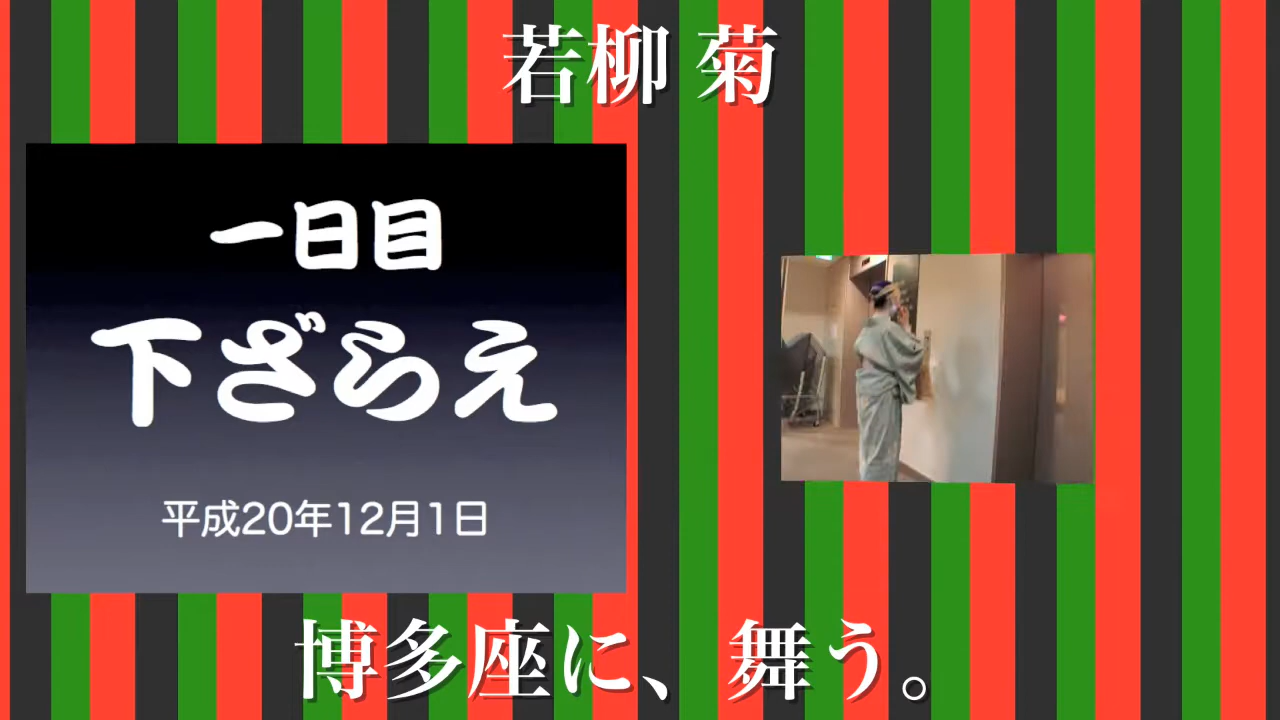 若柳 菊
一日目
下ざらえ
平成20年12月1日
博多座に、舞う。